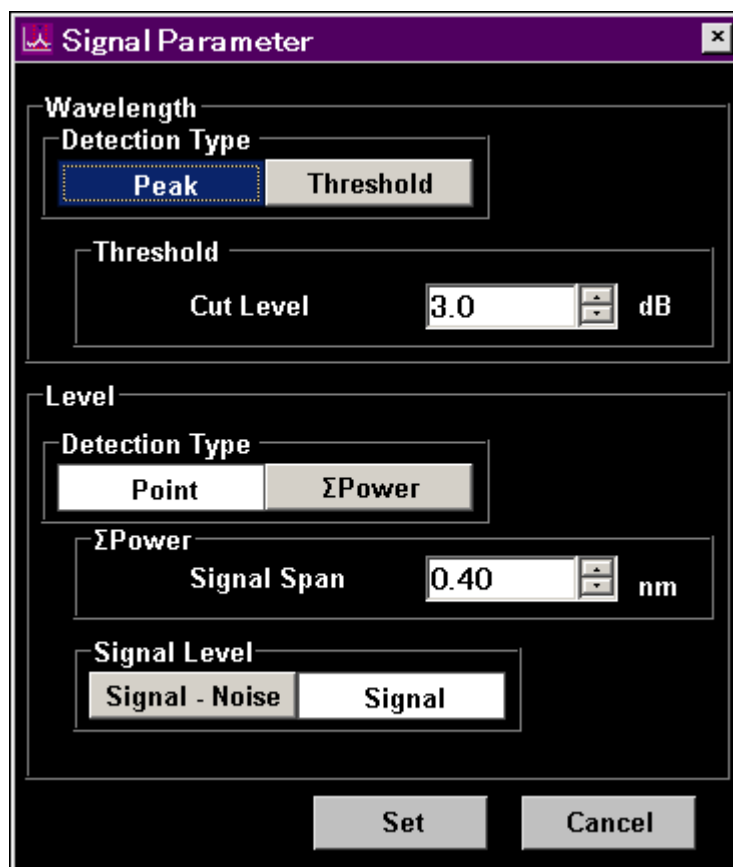 Signal Parameter
Wavelength
Detection Type
Peak Threshold
Threshold
Cut Level 3.0 dB
Level
Detection Type
Point ΣPower
ΣPower
Signal Span 0.40 nm
Signal Level
Signal - Noise Signal
Set Cancel